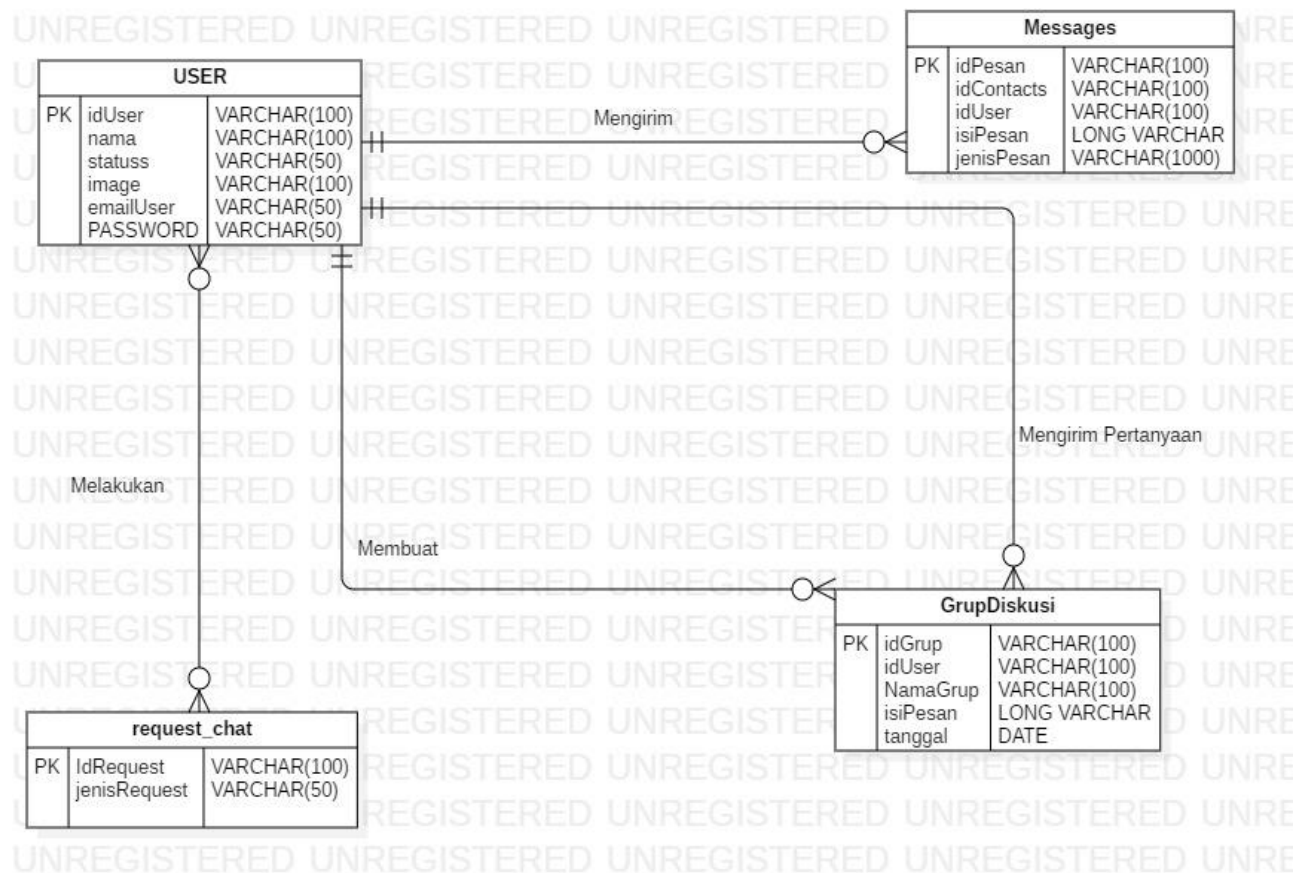 UNREGISTERED
Messages
PK idPesan VARCHAR(100)
idContacts VARCHAR(100)
idUser VARCHAR(100)
isiPesan LONG VARCHAR
jenisPesan VARCHAR(1000)
USER
PK idUser VARCHAR(100)
nama VARCHAR(100)
statuss VARCHAR(50)
image VARCHAR(100)
emailUser VARCHAR(50)
PASSWORD VARCHAR(50)
Mengirim
Mengirim Pertanyaan
Melakukan
Membuat
GrupDiskusi
PK idGrup VARCHAR(100)
idUser VARCHAR(100)
NamaGrup VARCHAR(100)
isiPesan LONG VARCHAR
tanggal DATE
request_chat
PK IdRequest VARCHAR(100)
jenisRequest VARCHAR(50)